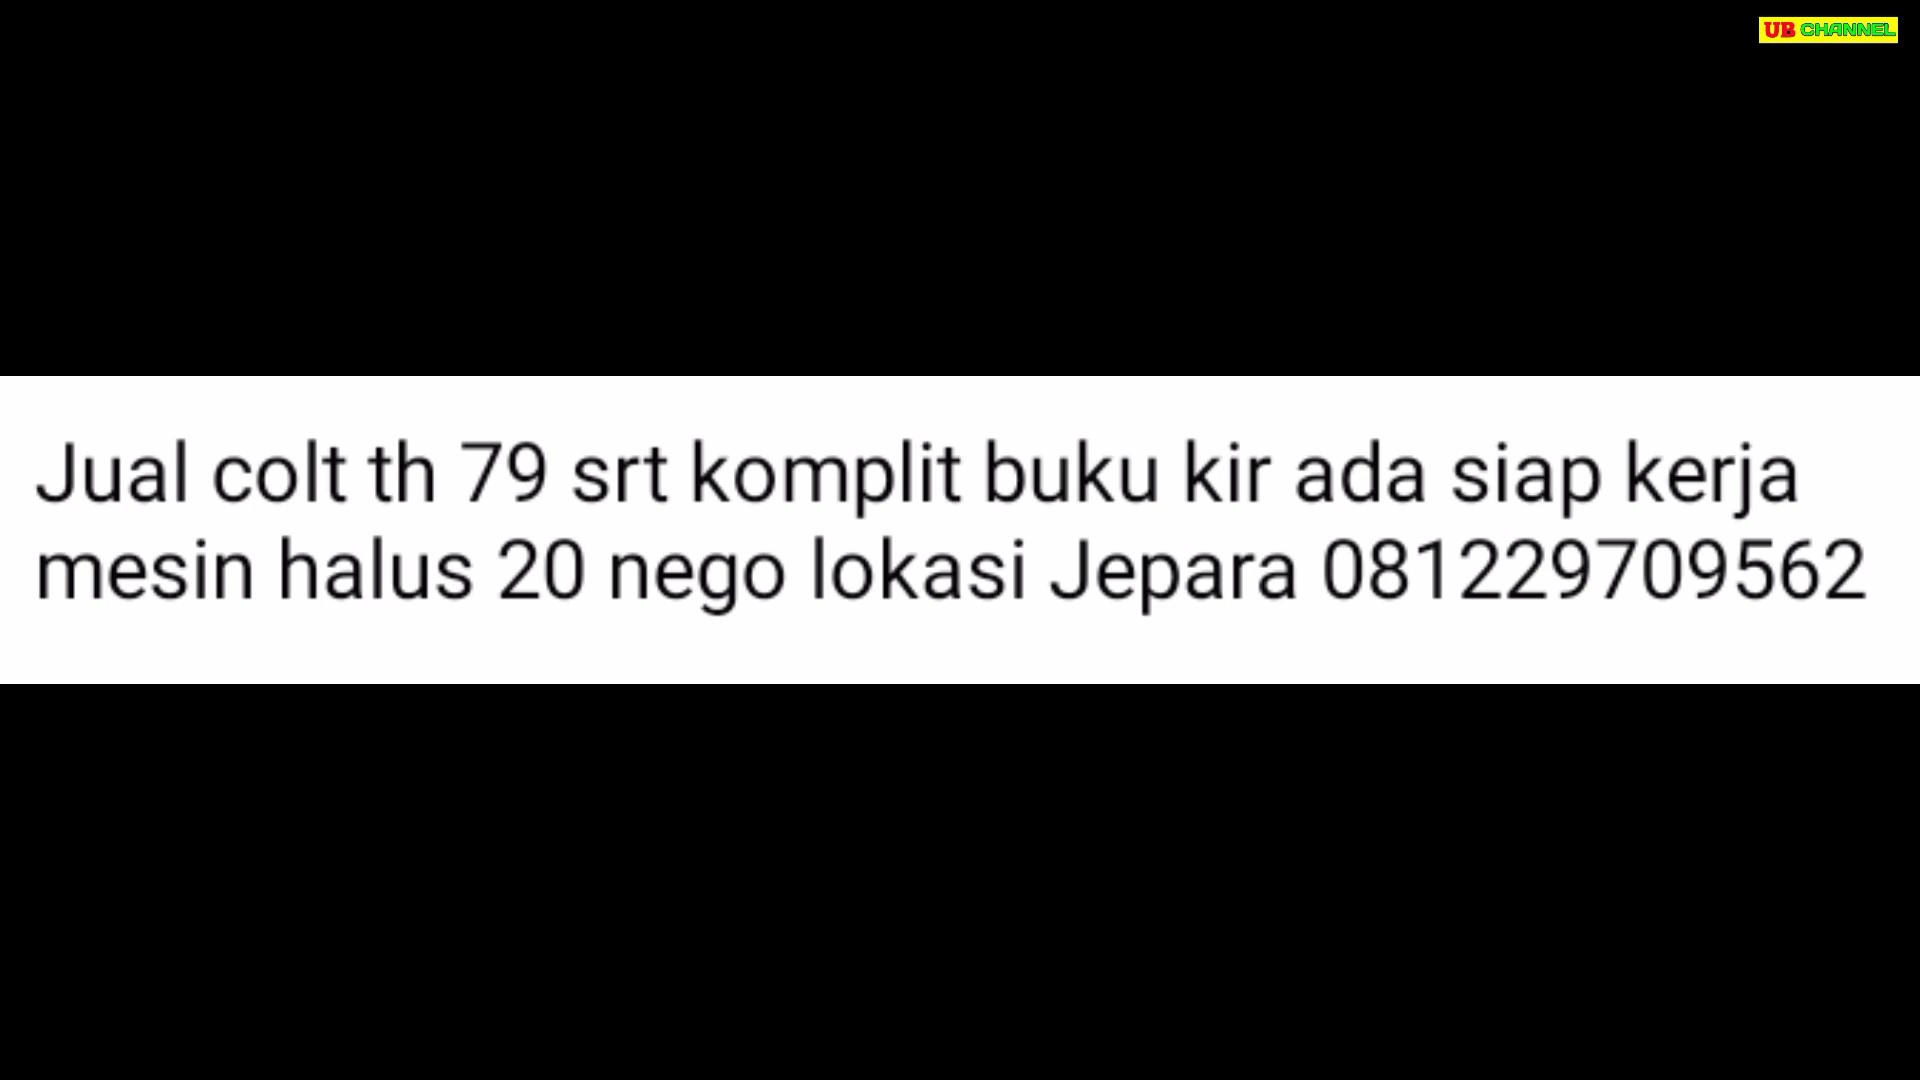 UB CHANNEL
Jual colt th 79 srt komplit buku kir ada siap kerja
mesin halus 20 nego lokasi Jepara 081229709562